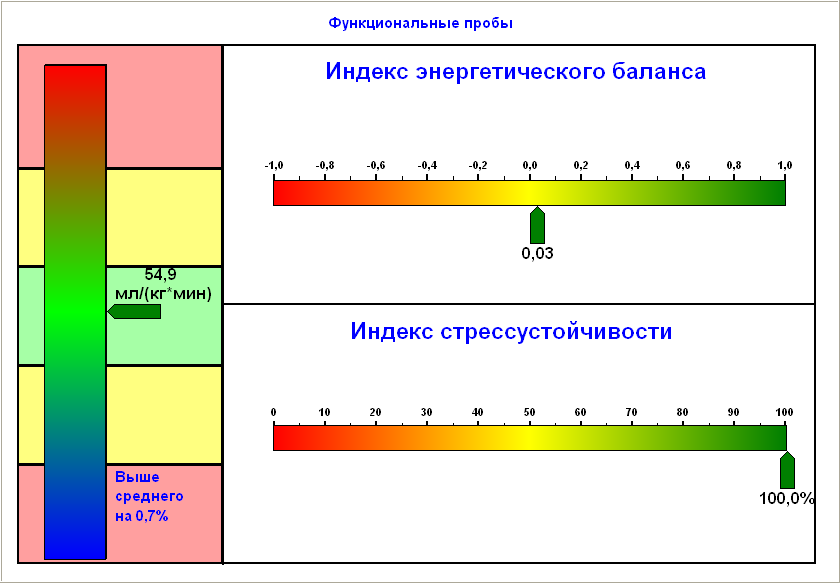 Функциональные пробы
54,9
мл/(кг*мин)
Выше
среднего
на 0,7%
Индекс энергетического баланса
-1,0 -0,8 -0,6 -0,4 -0,2 0,0 0,2 0,4 0,6 0,8 1,0
0,03
Индекс стрессустойчивости
0 10 20 30 40 50 60 70 80 90 100
100,0%